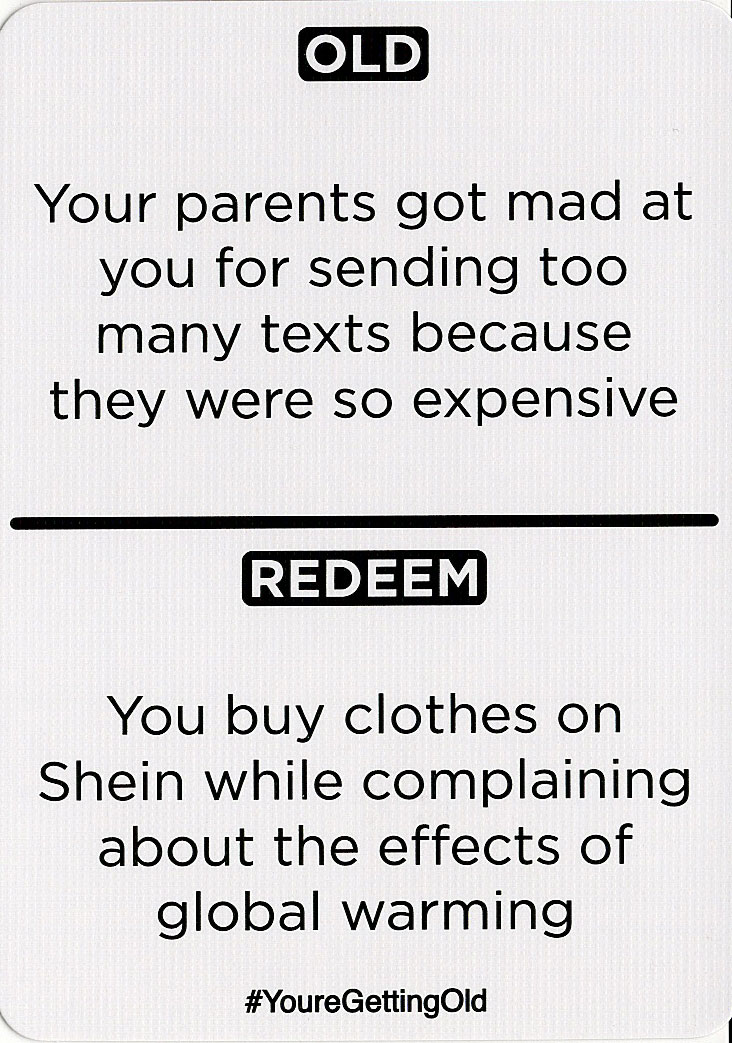 OLD
Your parents got mad at
you for sending too
many texts because
they were so expensive
REDEEM
You buy clothes on
Shein while complaining
about the effects of
global warming
#YoureGettingOld